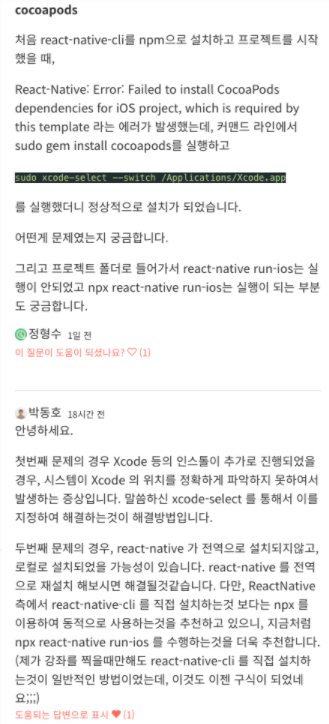 cocoapods
처음 react-native-cli를 npm으로 설치하고 프로젝트를 시작
했을 때,
React-Native: Error: Failed to install CocoaPods
dependencies for iOS project, which is required by
this template 라는 에러가 발생했는데, 커맨드 라인에서
sudo gem install cocoapods를 실행하고
sudo xcode-select --switch /Applications/Xcode.app
를 실행했더니 정상적으로 설치가 되었습니다.
어떤게 문제였는지 궁금합니다.
그리고 프로젝트 폴더로 들어가서 react-native run-ios는 실
행이 안되었고 npx react-native run-ios는 실행이 되는 부분
도 궁금합니다.
정형수 1일 전
이 질문이 도움이 되셨나요? ♡ (1)
박동호 18시간 전
안녕하세요.
첫번째 문제의 경우 Xcode 등의 인스톨이 추가로 진행되었을
경우, 시스템이 Xcode 의 위치를 정확하게 파악하지 못하여서
발생하는 증상입니다. 말씀하신 xcode-select 를 통해서 이를
지정하여 해결하는것이 해결방법입니다.
두번째 문제의 경우, react-native 가 전역으로 설치되지않고,
로컬로 설치되었을 가능성이 있습니다. react-native 를 전역
으로 재설치 해보시면 해결될것같습니다. 다만, ReactNative
측에서 react-native-cli 를 직접 설치하는것 보다는 npx 를
이용하여 동적으로 사용하는것을 추천하고 있으니, 지금처럼
npx react-native run-ios 를 수행하는것을 더욱 추천합니다.
(제가 강좌를 찍을때만해도 react-native-cli 를 직접 설치하
는것이 일반적인 방법이었는데, 이것도 이젠 구식이 되었네
요;;;)
도움되는 답변으로 표시 ♥ (1)